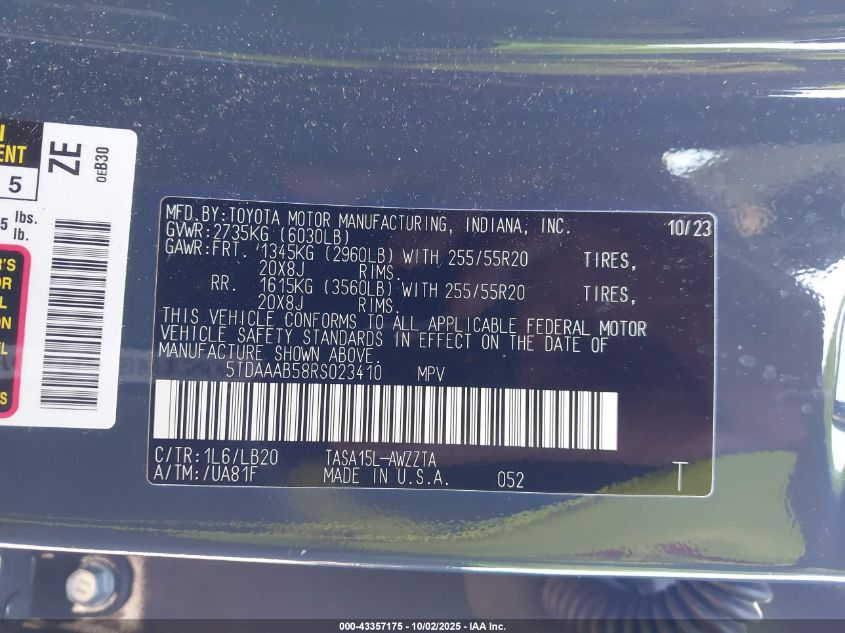 ENT
5
5 lbs.
lb.
ZE
0EB30
MFD.BY:TOYOTA MOTOR MANUFACTURING, INDIANA, INC. 10/23
GVWR:2735KG (6030LB)
GAWR:FRT. 1345KG (2960LB) WITH 255/55R20 TIRES,
20X8J RIMS.
RR. 1615KG (3560LB) WITH 255/55R20 TIRES,
20X8J RIMS.
THIS VEHICLE CONFORMS TO ALL APPLICABLE FEDERAL MOTOR
VEHICLE SAFETY STANDARDS IN EFFECT ON THE DATE OF
MANUFACTURE SHOWN ABOVE.
5TDAAAB58RS023410 MPV
C/TR:1L6/LB20 TASA15L-AWZZTA
A/TM:/UA81F MADE IN U.S.A. 052 T
000-43357175 - 10/02/2025 - IAA Inc.